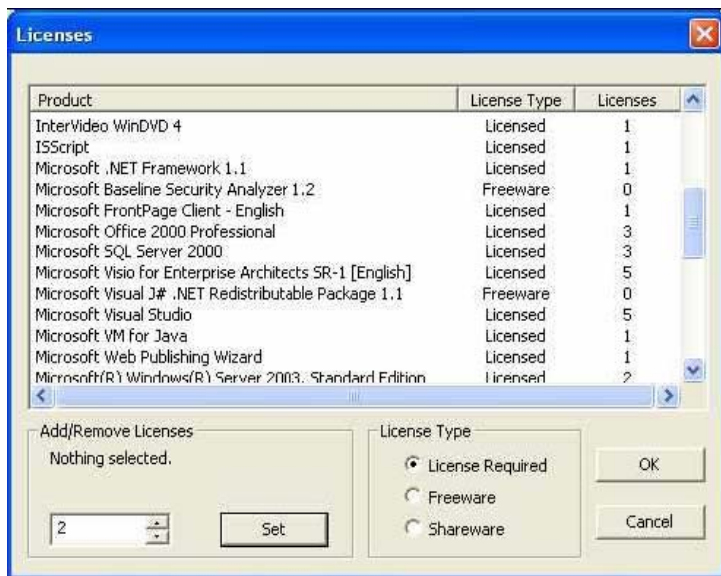 Licenses
Product License Type Licenses
InterVideo WinDVD 4 Licensed 1
ISScript Licensed 1
Microsoft .NET Framework 1.1 Licensed 1
Microsoft Baseline Security Analyzer 1.2 Freeware 0
Microsoft FrontPage Client - English Licensed 1
Microsoft Office 2000 Professional Licensed 3
Microsoft SQL Server 2000 Licensed 3
Microsoft Visio for Enterprise Architects SR-1 [English] Licensed 5
Microsoft Visual J# .NET Redistributable Package 1.1 Freeware 0
Microsoft Visual Studio Licensed 5
Microsoft VM for Java Licensed 1
Microsoft Web Publishing Wizard Licensed 1
Microsoft(R) Windows(R) Server 2003, Standard Edition Licensed 2
Add/Remove Licenses
Nothing selected.
2
Set
License Type
License Required
Freeware
Shareware
OK
Cancel